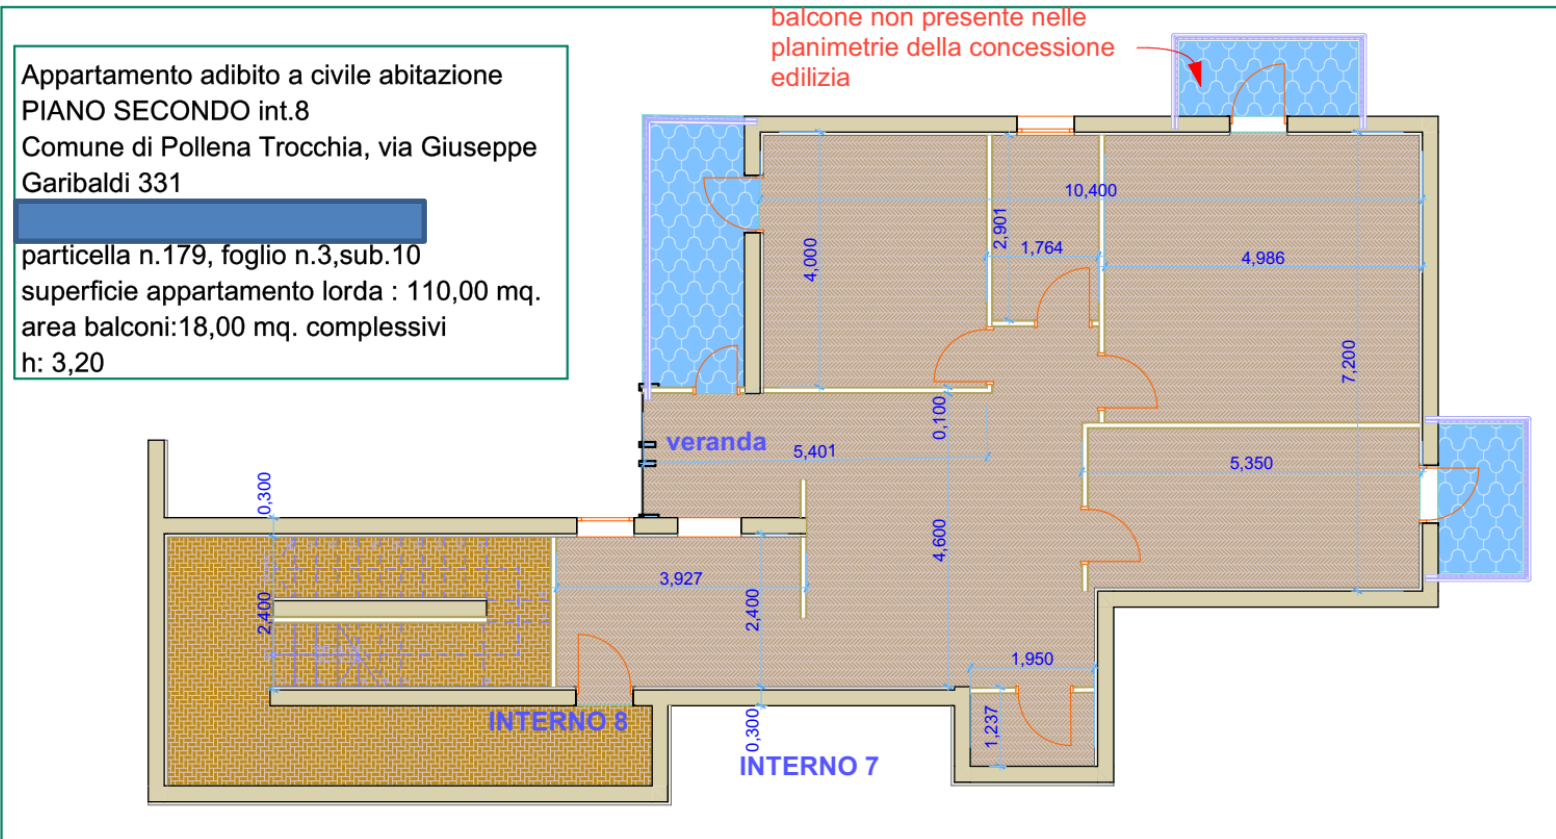 balcone non presente nelle
planimetrie della concessione
edilizia
Appartamento adibito a civile abitazione
PIANO SECONDO int.8
Comune di Pollena Trocchia, via Giuseppe
Garibaldi 331
particella n.179, foglio n.3,sub.10
superficie appartamento lorda : 110,00 mq.
area balconi:18,00 mq. complessivi
h: 3,20
10,400
2,901
1,764
4,000
4,986
7,200
0,100
veranda
5,401
5,350
0,300
4,600
3,927
2,400
2,400
1,950
INTERNO 8
1,237
0,300
INTERNO 7